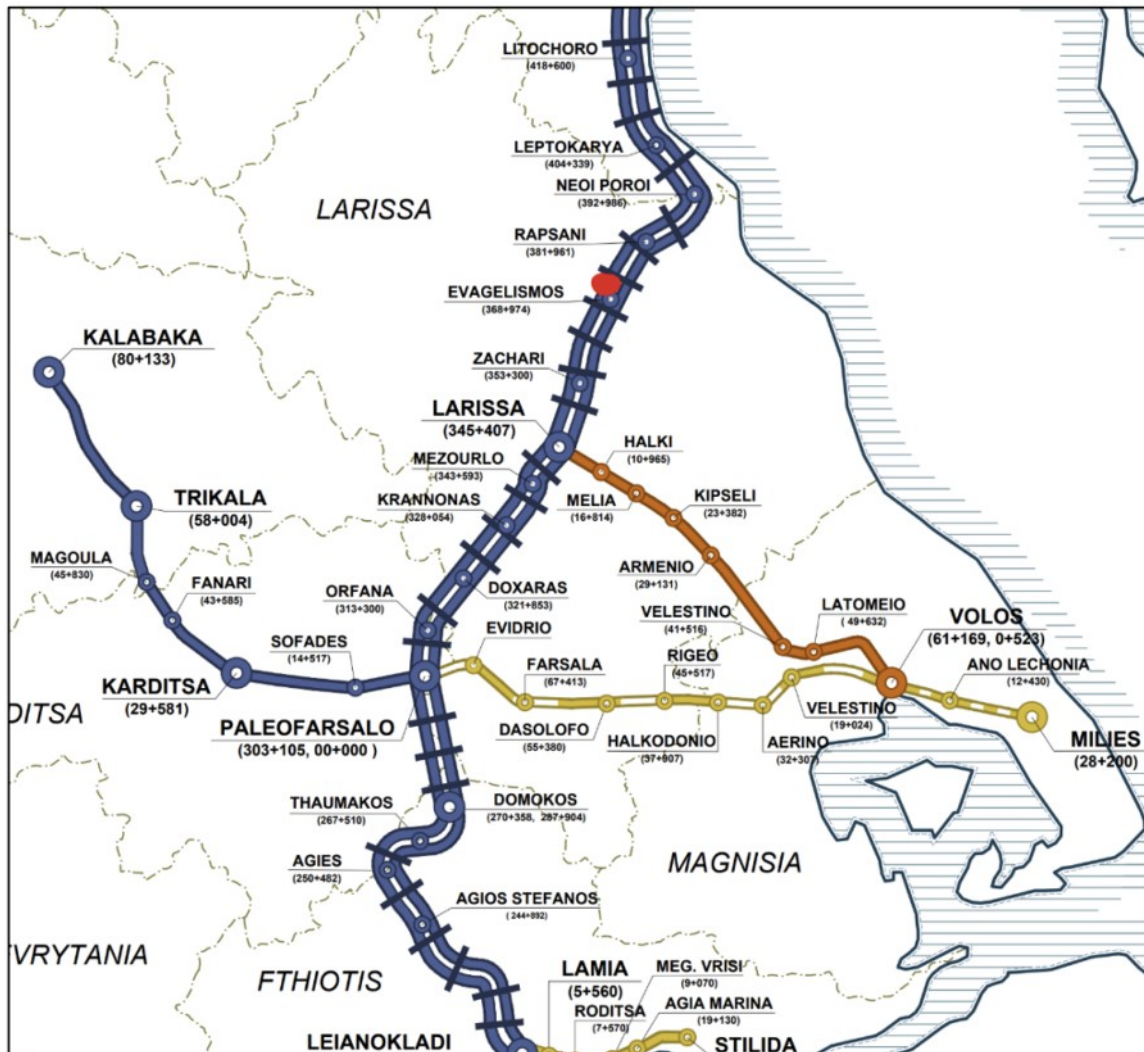 LITOCHORO
(418+600)
LEPTOKARYA
(404+339)
NEOI POROI
(392+986)
LARISSA
RAPSANI
(381+961)
EVAGELISMOS
(368+974)
KALABAKA
(80+133)
ZACHARI
(353+300)
LARISSA
(345+407)
HALKI
(10+965)
MEZOURLO
(343+593)
MELIA
(16+814)
KIPSELI
(23+382)
TRIKALA
(58+004)
KRANNONAS
(328+054)
MAGOULA
(45+830)
ARMENIO
(29+131)
FANARI
(43+585)
ORFANA
(313+300)
DOXARAS
(321+853)
VELESTINO
(41+516)
LATOMEIO
( 49+632)
VOLOS
(61+169, 0+523)
EVIDRIO
SOFADES
(14+517)
FARSALA
(67+413)
RIGEO
(45+517)
ANO LECHONIA
(12+430)
KARDITSA
(29+581)
DITSA
PALEOFARSALO
(303+105, 00+000 )
DASOLOFO
(55+380)
HALKODONIO
(37+907)
AERINO
(32+307)
VELESTINO
(19+024)
MILIES
(28+200)
THAUMAKOS
(267+510)
DOMOKOS
(270+358, 287+904)
AGIES
(250+482)
MAGNISIA
AGIOS STEFANOS
( 244+892)
VRYTANIA
FTHIOTIS
LAMIA
(5+560)
MEG. VRISI
(9+070)
RODITSA
(7+570)
AGIA MARINA
(19+130)
LEIANOKLADI
STILIDA